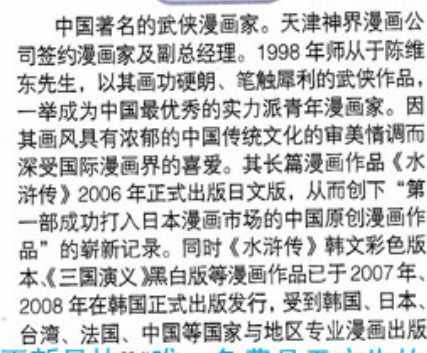 中国著名的武侠漫画家。天津神界漫画公
司签约漫画家及副总经理。1998年师从于陈维
东先生，以其画功硬朗、笔触犀利的武侠作品，
一举成为中国最优秀的实力派青年漫画家。因
其画风具有浓郁的中国传统文化的审美情调而
深受国际漫画界的喜爱。其长篇漫画作品《水
浒传》2006年正式出版日文版，从而创下“第
一部成功打入日本漫画市场的中国原创漫画作
品”的崭新记录。同时《水浒传》韩文彩色版
本、《三国演义》黑白版等漫画作品已于2007年、
2008年在韩国正式出版发行，受到韩国、日本、
台湾、法国、中国等国家与地区专业漫画出版